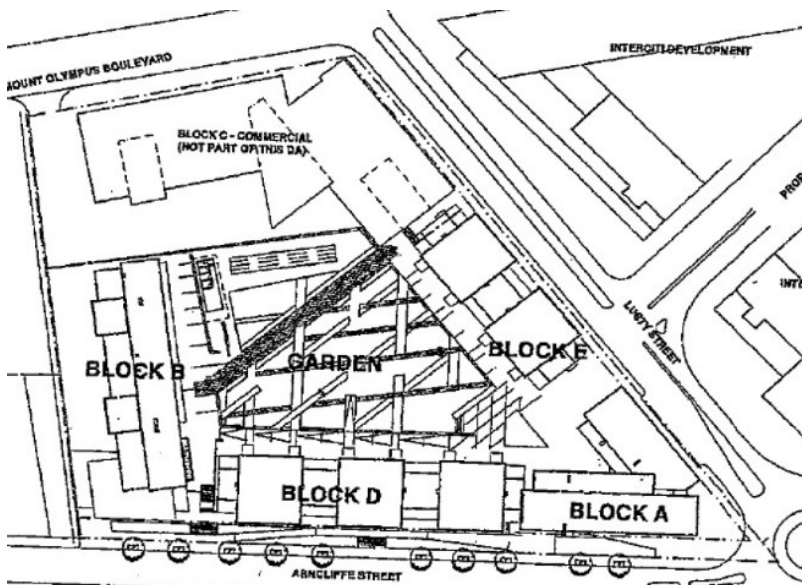 MOUNT OLYMPUS BOULEVARD
INTERCITI DEVELOPMENT
BLOCK C - COMMERCIAL
(NOT PART OF THIS DA)
LUSTY STREET
BLOCK B
GARDEN
BLOCK E
BLOCK D
BLOCK A
ARNCLIFFE STREET